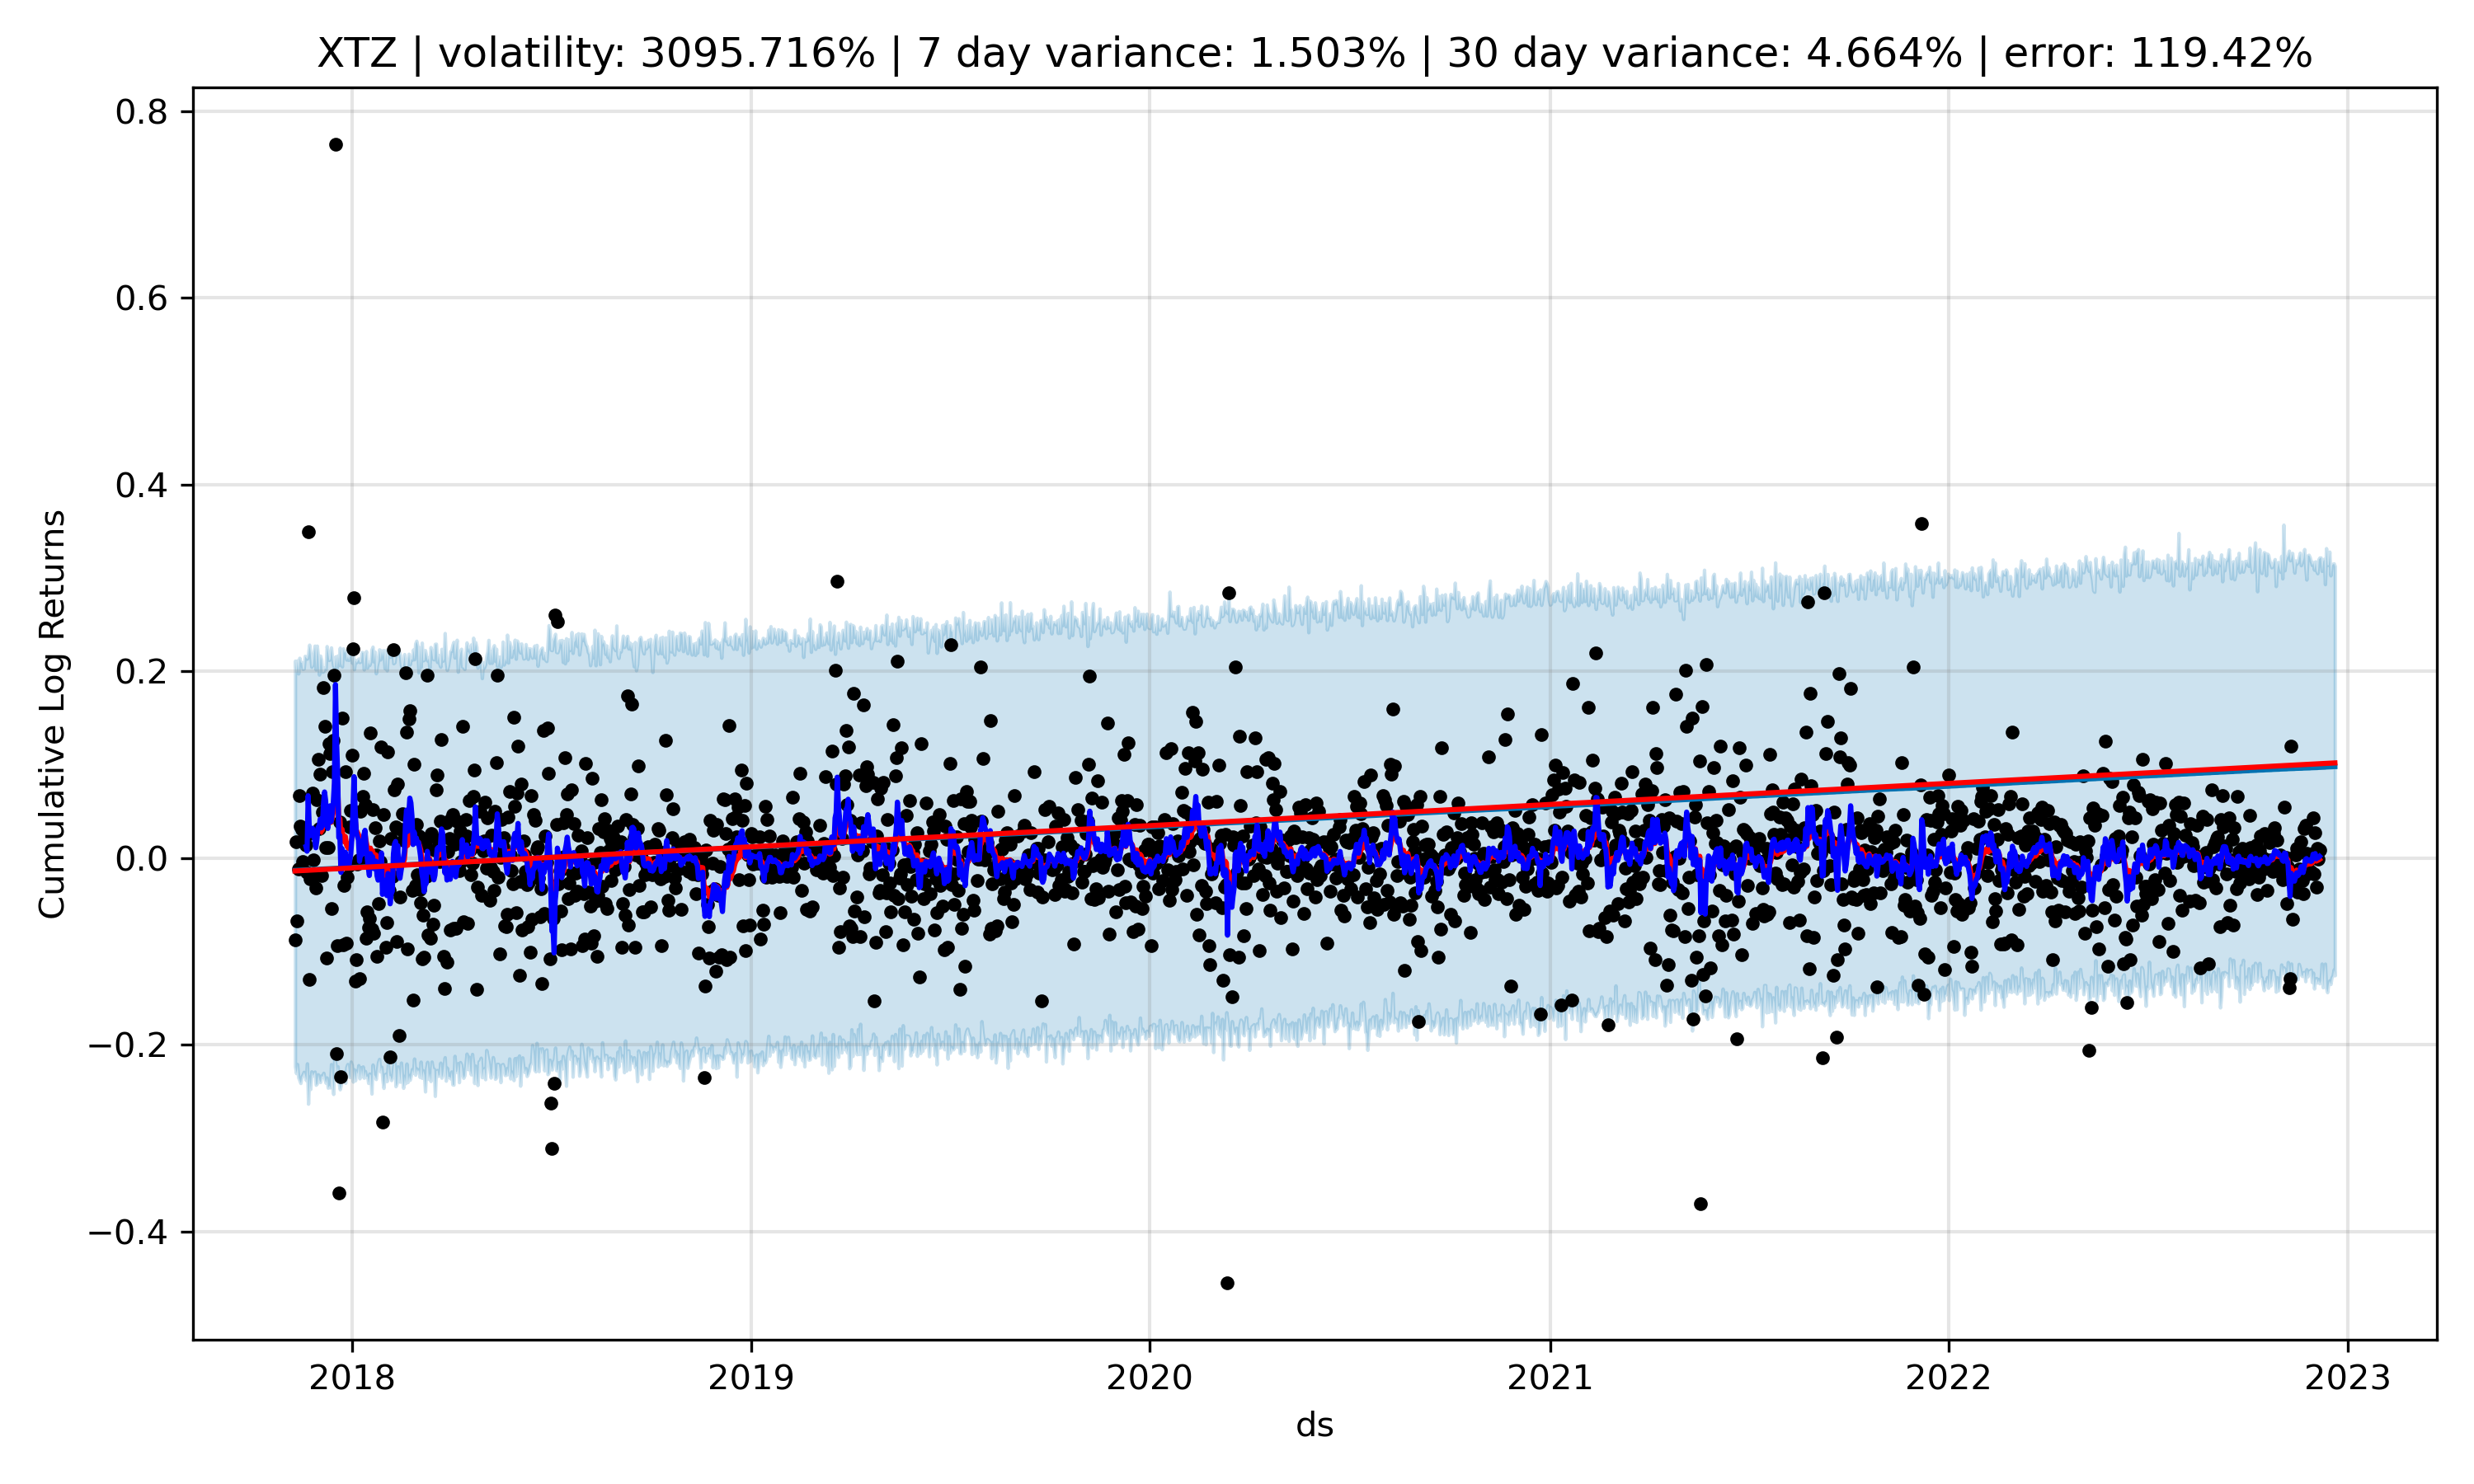 XTZ | volatility: 3095.716% | 7 day variance: 1.503% | 30 day variance: 4.664% | error: 119.42%
Cumulative Log Returns
0.8
0.6
0.4
0.2
0.0
−0.2
−0.4
2018 2019 2020 2021 2022 2023
ds